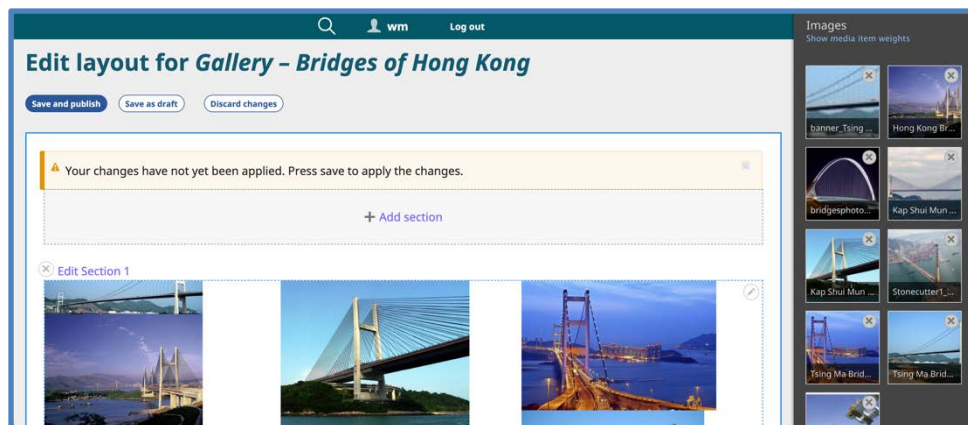 wm
Log out
Edit layout for Gallery – Bridges of Hong Kong
Save and publish
Save as draft
Discard changes
Your changes have not yet been applied. Press save to apply the changes.
+ Add section
Edit Section 1
Images
Show media item weights
banner_Tsing ...
Hong Kong Br...
bridgesphoto...
Kap Shui Mun ...
Kap Shui Mun ...
Stonecutter1_...
Tsing Ma Brid...
Tsing Ma Brid...